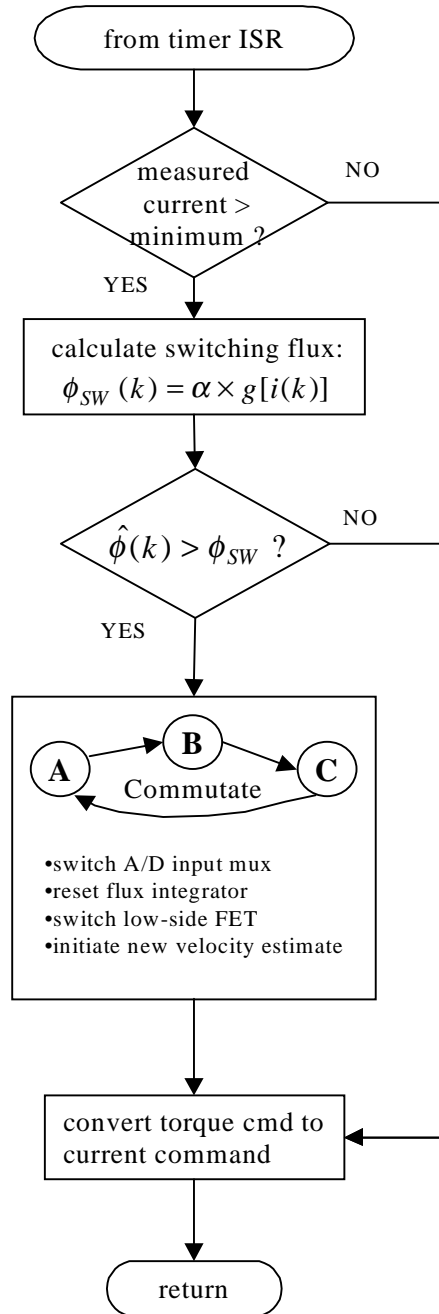 from timer ISR
measured
current >
minimum ?
NO
YES
calculate switching flux:
ϕ_SW (k) = α × g[i(k)]
ϕ̂(k) > ϕ_SW ?
NO
YES
A
B
C
Commutate
•switch A/D input mux
•reset flux integrator
•switch low-side FET
•initiate new velocity estimate
convert torque cmd to
current command
return